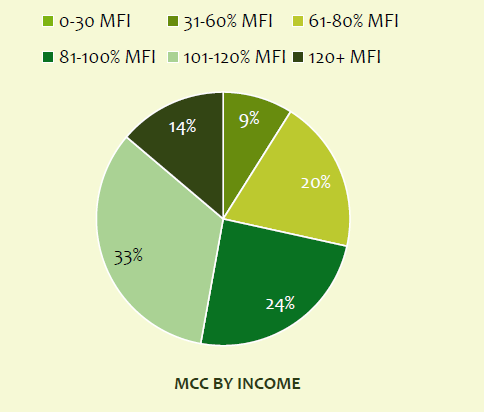 0-30 MFI 31-60% MFI 61-80% MFI
81-100% MFI 101-120% MFI 120+ MFI
9%
14%
20%
33%
24%
MCC BY INCOME